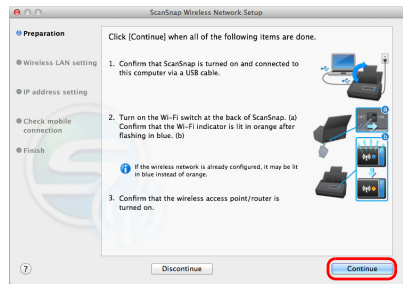 ScanSnap Wireless Network Setup
Preparation
Click [Continue] when all of the following items are done.
Wireless LAN setting
1. Confirm that ScanSnap is turned on and connected to
this computer via a USB cable.
IP address setting
Check mobile
connection
2. Turn on the Wi-Fi switch at the back of ScanSnap. (a)
Confirm that the Wi-Fi indicator is lit in orange after
flashing in blue. (b)
Finish
If the wireless network is already configured, it may be lit
in blue instead of orange.
3. Confirm that the wireless access point/router is
turned on.
a
b
?
Discontinue
Continue